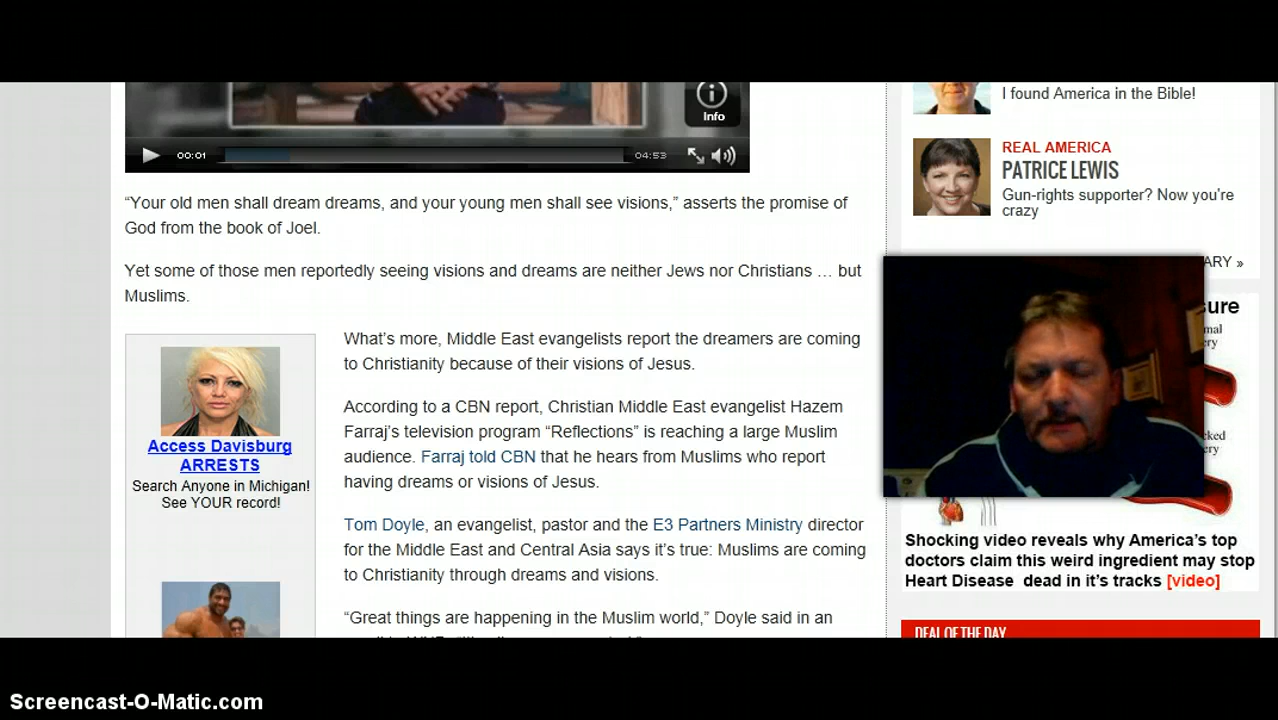 Info
00:01
04:53
“Your old men shall dream dreams, and your young men shall see visions,” asserts the promise of
God from the book of Joel.
Yet some of those men reportedly seeing visions and dreams are neither Jews nor Christians … but
Muslims.
Access Davisburg
ARRESTS
Search Anyone in Michigan!
See YOUR record!
What’s more, Middle East evangelists report the dreamers are coming
to Christianity because of their visions of Jesus.
According to a CBN report, Christian Middle East evangelist Hazem
Farraj’s television program “Reflections” is reaching a large Muslim
audience. Farraj told CBN that he hears from Muslims who report
having dreams or visions of Jesus.
Tom Doyle, an evangelist, pastor and the E3 Partners Ministry director
for the Middle East and Central Asia says it’s true: Muslims are coming
to Christianity through dreams and visions.
“Great things are happening in the Muslim world,” Doyle said in an
I found America in the Bible!
REAL AMERICA
PATRICE LEWIS
Gun-rights supporter? Now you’re
crazy
ARY »
sure
mal
ery
cked
ery
Shocking video reveals why America’s top
doctors claim this weird ingredient may stop
Heart Disease dead in it’s tracks [video]
DEAL OF THE DAY
Screencast-O-Matic.com